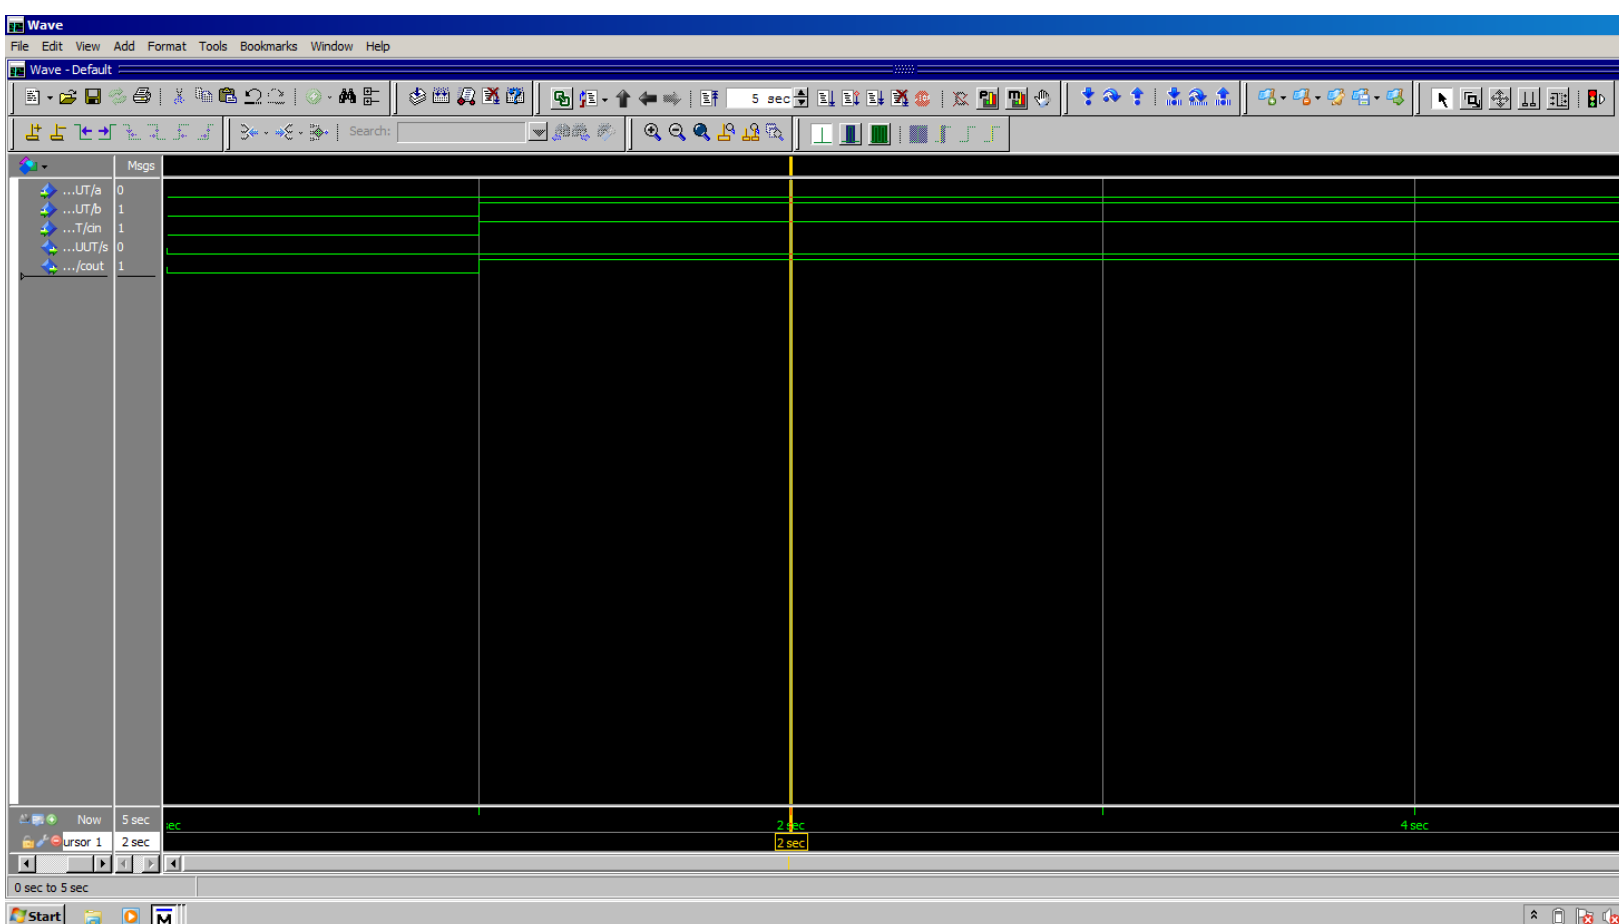 Wave
File Edit View Add Format Tools Bookmarks Window Help
Wave - Default
5 sec
Search:
Msgs
...UT/a 0
...UT/b 1
...T/cin 1
...UUT/s 0
.../cout 1
Now 5 sec
sec 2 sec 4 sec
ursor 1 2 sec
2 sec
0 sec to 5 sec
Start